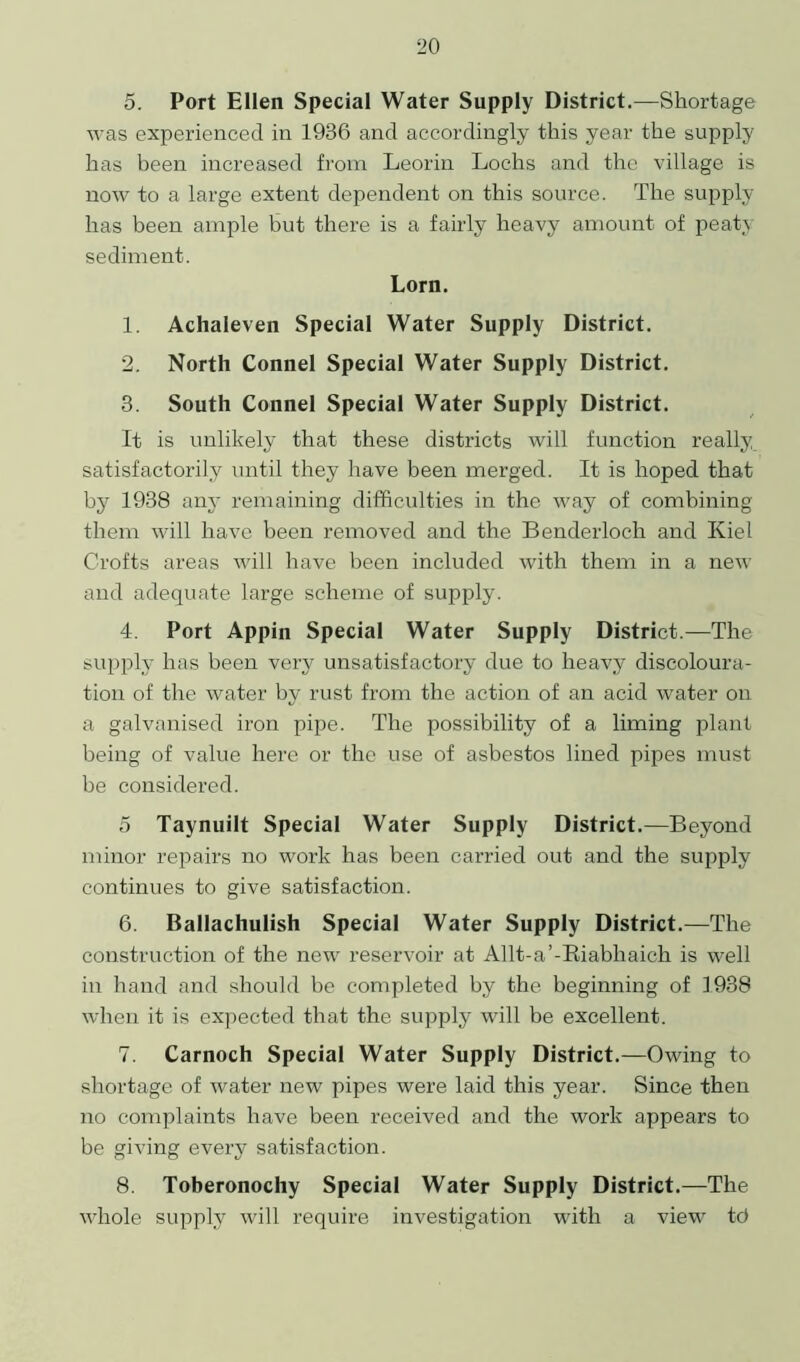 20
5. Port Ellen Special Water Supply District.—Shortage
was experienced in 1936 and accordingly this year the supply
has been increased from Leorin Lochs and the village is
now to a large extent dependent on this source. The supply
has been ample but there is a fairly heavy amount of peaty
sediment.
Lorn.
1. Achaleven Special Water Supply District.
2. North Connel Special Water Supply District.
3. South Connel Special Water Supply District.
It is unlikely that these districts will function really
satisfactorily until they have been merged. It is hoped that
by 1938 any remaining difficulties in the way of combining
them will have been removed and the Benderloch and Kiel
Crofts areas will have been included with them in a new
and adequate large scheme of supply.
4. Port Appin Special Water Supply District.—The
supply has been very unsatisfactory due to heavy discoloura-
tion of the water by rust from the action of an acid water on
a galvanised iron pipe. The possibility of a liming plant
being of value here or the use of asbestos lined pipes must
be considered.
5 Taynuilt Special Water Supply District.—Beyond
minor repairs no work has been carried out and the supply
continues to give satisfaction.
6. Ballachulish Special Water Supply District.—The
construction of the new reservoir at Allt-a'-Riabhaich is well
in hand and should be completed by the beginning of 1938
when it is expected that the supply will be excellent.
7. Carnoch Special Water Supply District.—Owing to
shortage of water new pipes were laid this year. Since then
no complaints have been received and the work appears to
be giving every satisfaction.
8. Toberonochy Special Water Supply District.—The
whole supply will require investigation with a view to